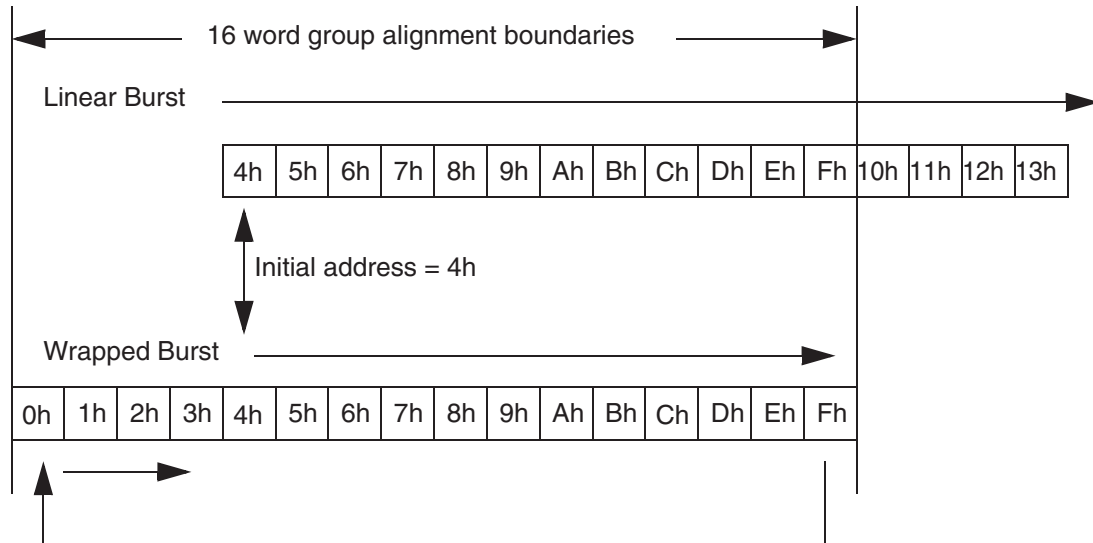 16 word group alignment boundaries
Linear Burst
4h 5h 6h 7h 8h 9h Ah Bh Ch Dh Eh Fh 10h 11h 12h 13h
Initial address = 4h
Wrapped Burst
0h 1h 2h 3h 4h 5h 6h 7h 8h 9h Ah Bh Ch Dh Eh Fh